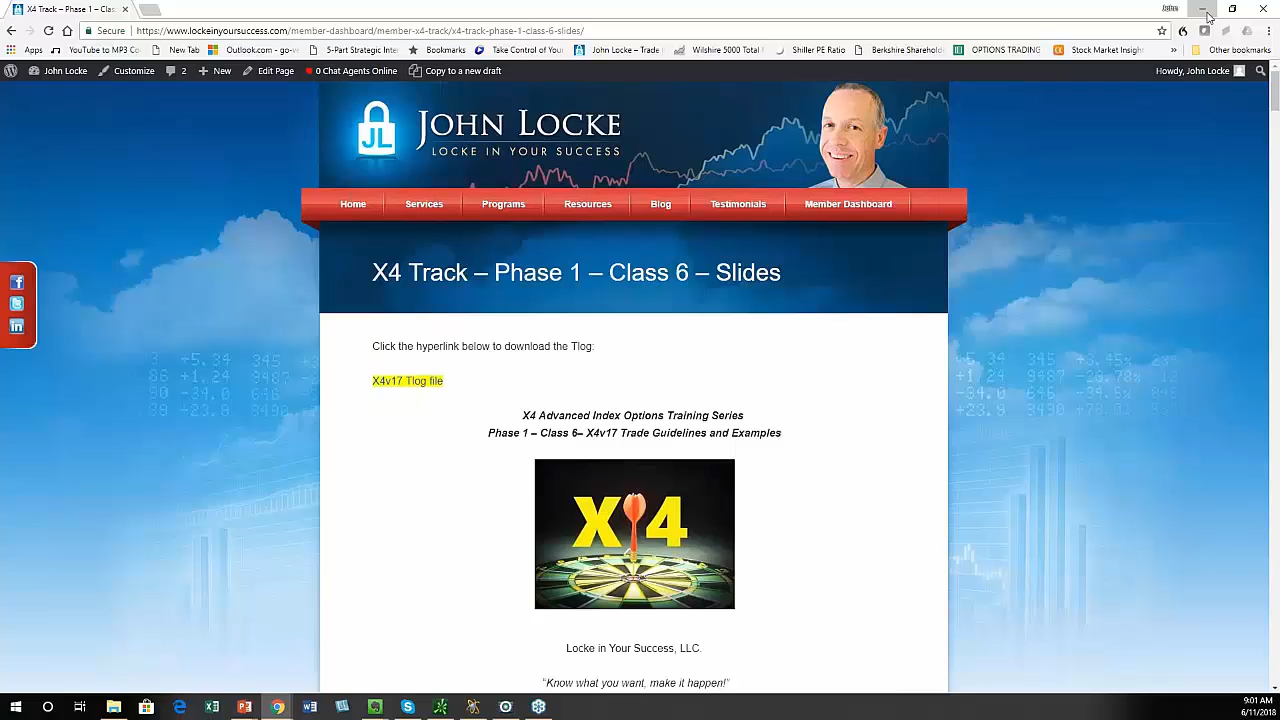 X4 Track – Phase 1 – Clas
Secure
https://www.lockeinyoursuccess.com/member-dashboard/member-x4-track/x4-track-phase-1-class-6-slides/
Apps
YouTube to MP3 Co
New Tab
Outlook.com - go-ve
5-Part Strategic Inter
Bookmarks
Take Control of Your
John Locke – Trade
Wilshire 5000 Total
Shiller PE Ratio
Berkshire Sharehold
OPTIONS TRADING
Stock Market Insight
»
Other bookmarks
John Locke
Customize
2
New
Edit Page
0 Chat Agents Online
Copy to a new draft
Howdy, John Locke
JL
JOHN LOCKE
LOCKE IN YOUR SUCCESS
Home
Services
Programs
Resources
Blog
Testimonials
Member Dashboard
X4 Track – Phase 1 – Class 6 – Slides
Click the hyperlink below to download the Tlog:
X4v17 Tlog file
X4 Advanced Index Options Training Series
Phase 1 – Class 6– X4v17 Trade Guidelines and Examples
X4
Locke in Your Success, LLC.
“Know what you want, make it happen!”
9:01 AM
6/11/2018